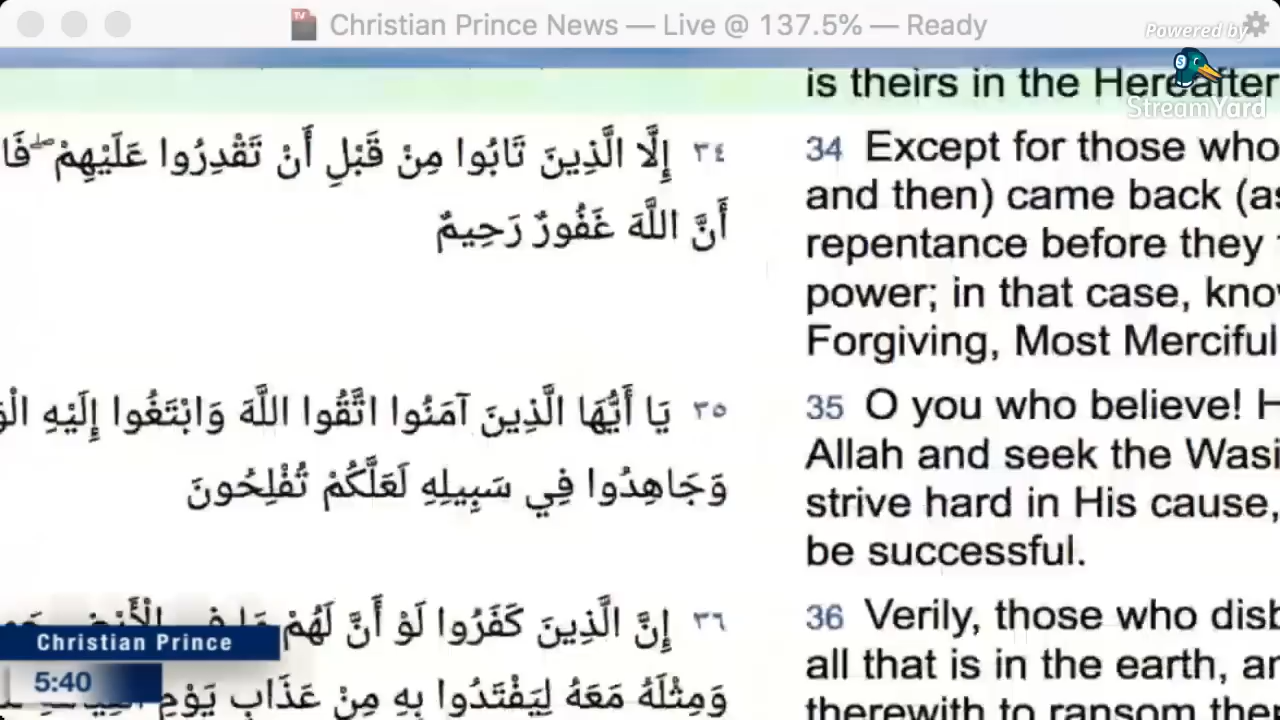 Christian Prince News — Live @ 137.5% — Ready
Powered by
StreamYard
is theirs in the Hereafter
٣٤ إِلَّا الَّذِينَ تَابُوا مِنْ قَبْلِ أَنْ تَقْدِرُوا عَلَيْهِمْ ۖ فَا
أَنَّ اللَّهَ غَفُورٌ رَحِيمٌ
34 Except for those who
and then) came back (as
repentance before they
power; in that case, know
Forgiving, Most Merciful
٣٥ يَا أَيُّهَا الَّذِينَ آمَنُوا اتَّقُوا اللَّهَ وَابْتَغُوا إِلَيْهِ
وَجَاهِدُوا فِي سَبِيلِهِ لَعَلَّكُمْ تُفْلِحُونَ
35 O you who believe!
Allah and seek the Wasi
strive hard in His cause,
be successful.
٣٦ إِنَّ الَّذِينَ كَفَرُوا لَوْ أَنَّ لَهُمْ مَا فِي الْأَرْضِ
وَمِثْلَهُ مَعَهُ لِيَفْتَدُوا بِهِ مِنْ عَذَابِ يَوْمِ
36 Verily, those who disb
all that is in the earth, an
therewith to ransom ther
Christian Prince
5:40